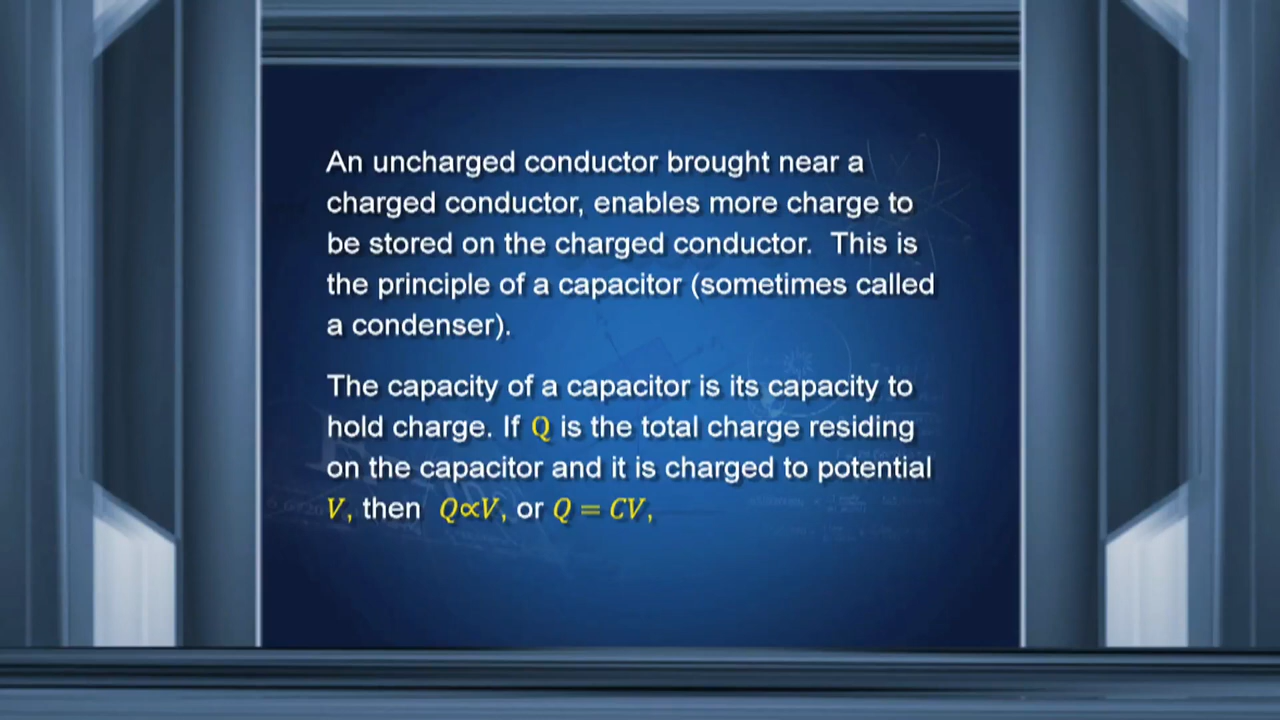 An uncharged conductor brought near a
charged conductor, enables more charge to
be stored on the charged conductor.  This is
the principle of a capacitor (sometimes called
a condenser).
The capacity of a capacitor is its capacity to
hold charge. If Q is the total charge residing
on the capacitor and it is charged to potential
V, then  Q∝V, or Q = CV,